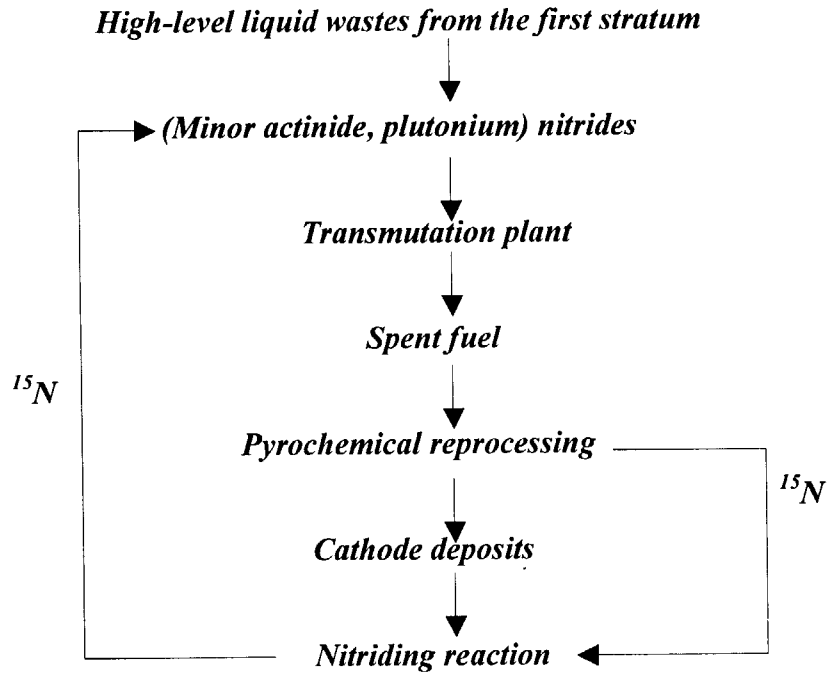 High-level liquid wastes from the first stratum
(Minor actinide, plutonium) nitrides
Transmutation plant
Spent fuel
¹⁵N
Pyrochemical reprocessing
¹⁵N
Cathode deposits
Nitriding reaction